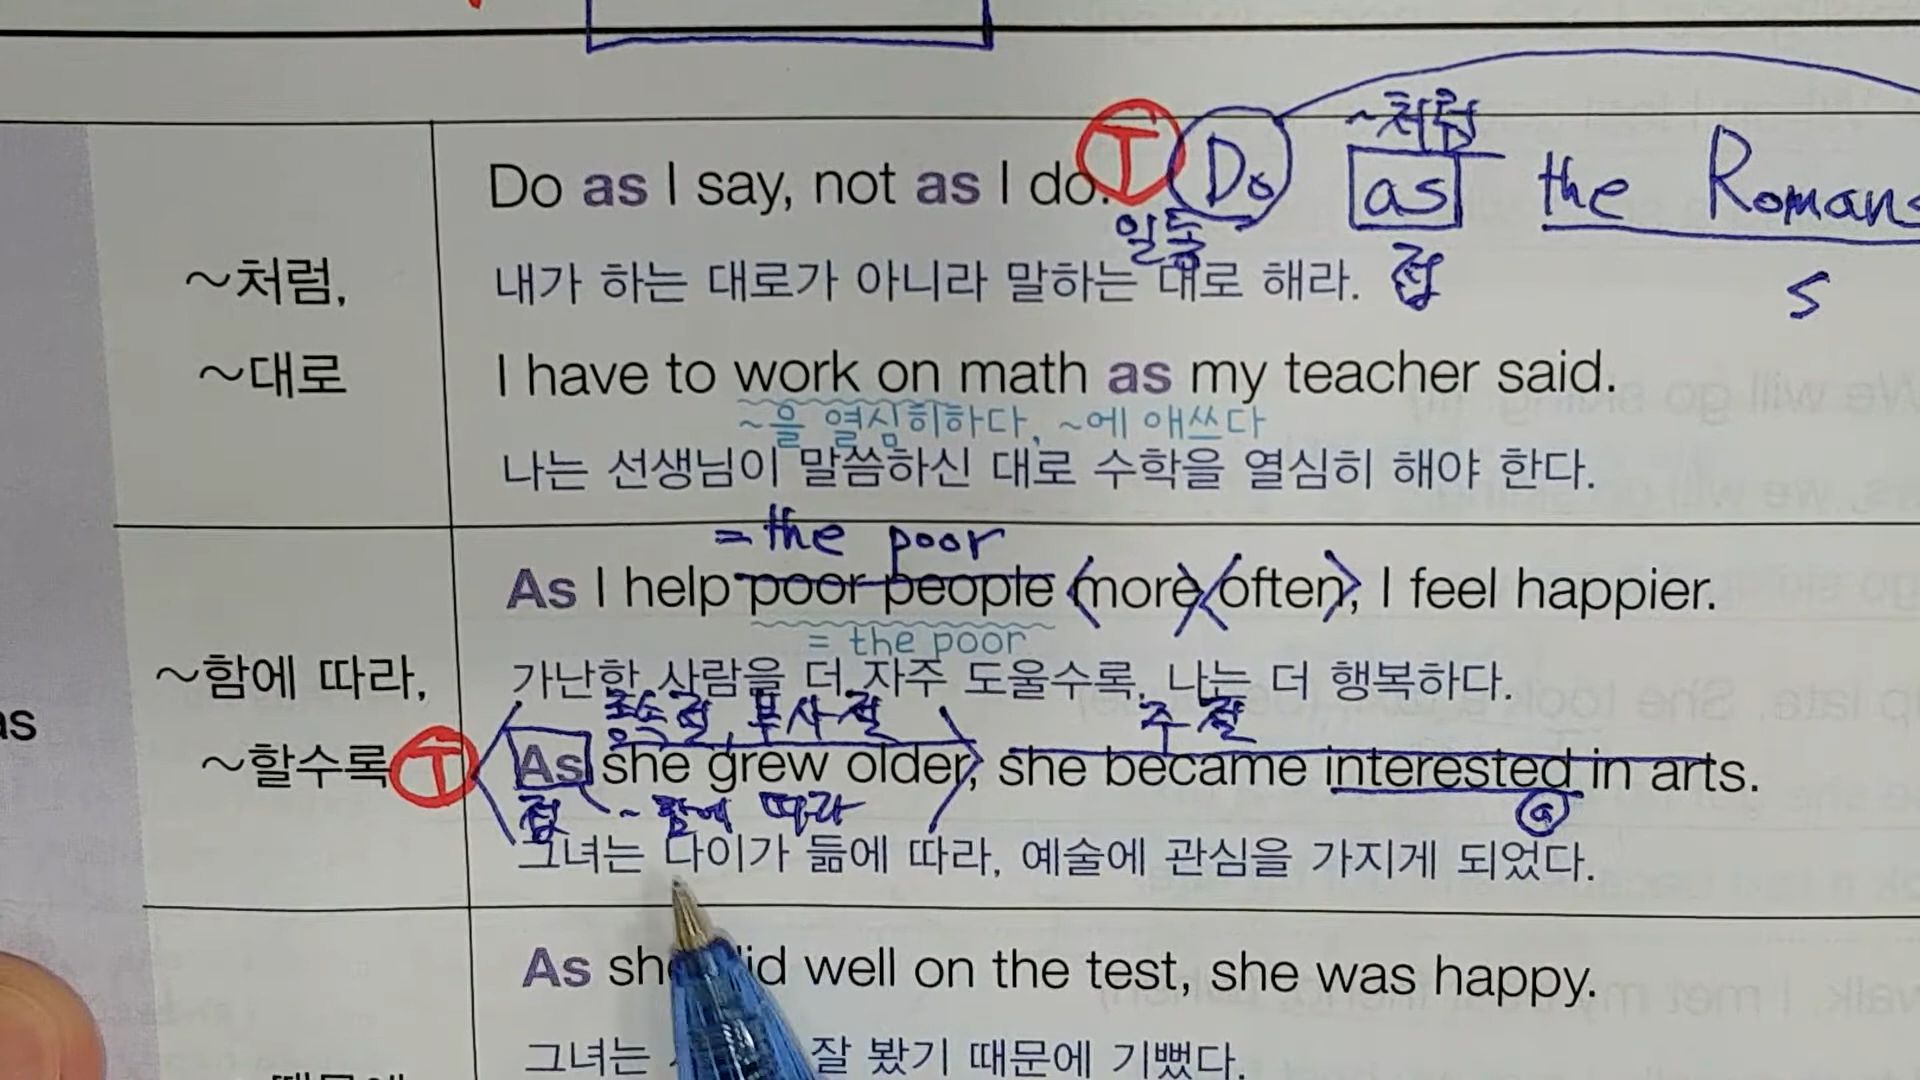 Do as I say, not as I do. T Do as the Romans
~처럼
일동
접
S
~처럼,
내가 하는 대로가 아니라 말하는 대로 해라.
~대로
I have to work on math as my teacher said.
~을 열심히하다, ~에 애쓰다
나는 선생님이 말씀하신 대로 수학을 열심히 해야 한다.
= the poor
As I help poor people more often, I feel happier.
= the poor
~함에 따라,
가난한 사람을 더 자주 도울수록, 나는 더 행복하다.
종속절, 부사절
주절
as
~할수록 T As she grew older, she became interested in arts.
접 ~함에 따라
ⓐ
그녀는 나이가 듦에 따라, 예술에 관심을 가지게 되었다.
As she did well on the test, she was happy.
그녀는 잘 봤기 때문에 기뻤다.
때문에